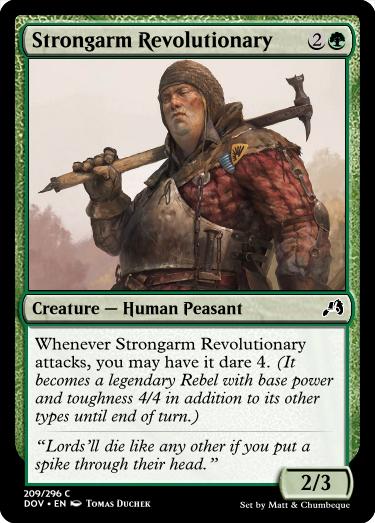 Strongarm Revolutionary 2
Creature — Human Peasant
Whenever Strongarm Revolutionary
attacks, you may have it dare 4. (It
becomes a legendary Rebel with base power
and toughness 4/4 in addition to its other
types until end of turn.)
“Lords’ll die like any other if you put a
spike through their head.”
2/3
209/296 C
DOV • EN Tomas Duchek
Set by Matt & Chumbeque